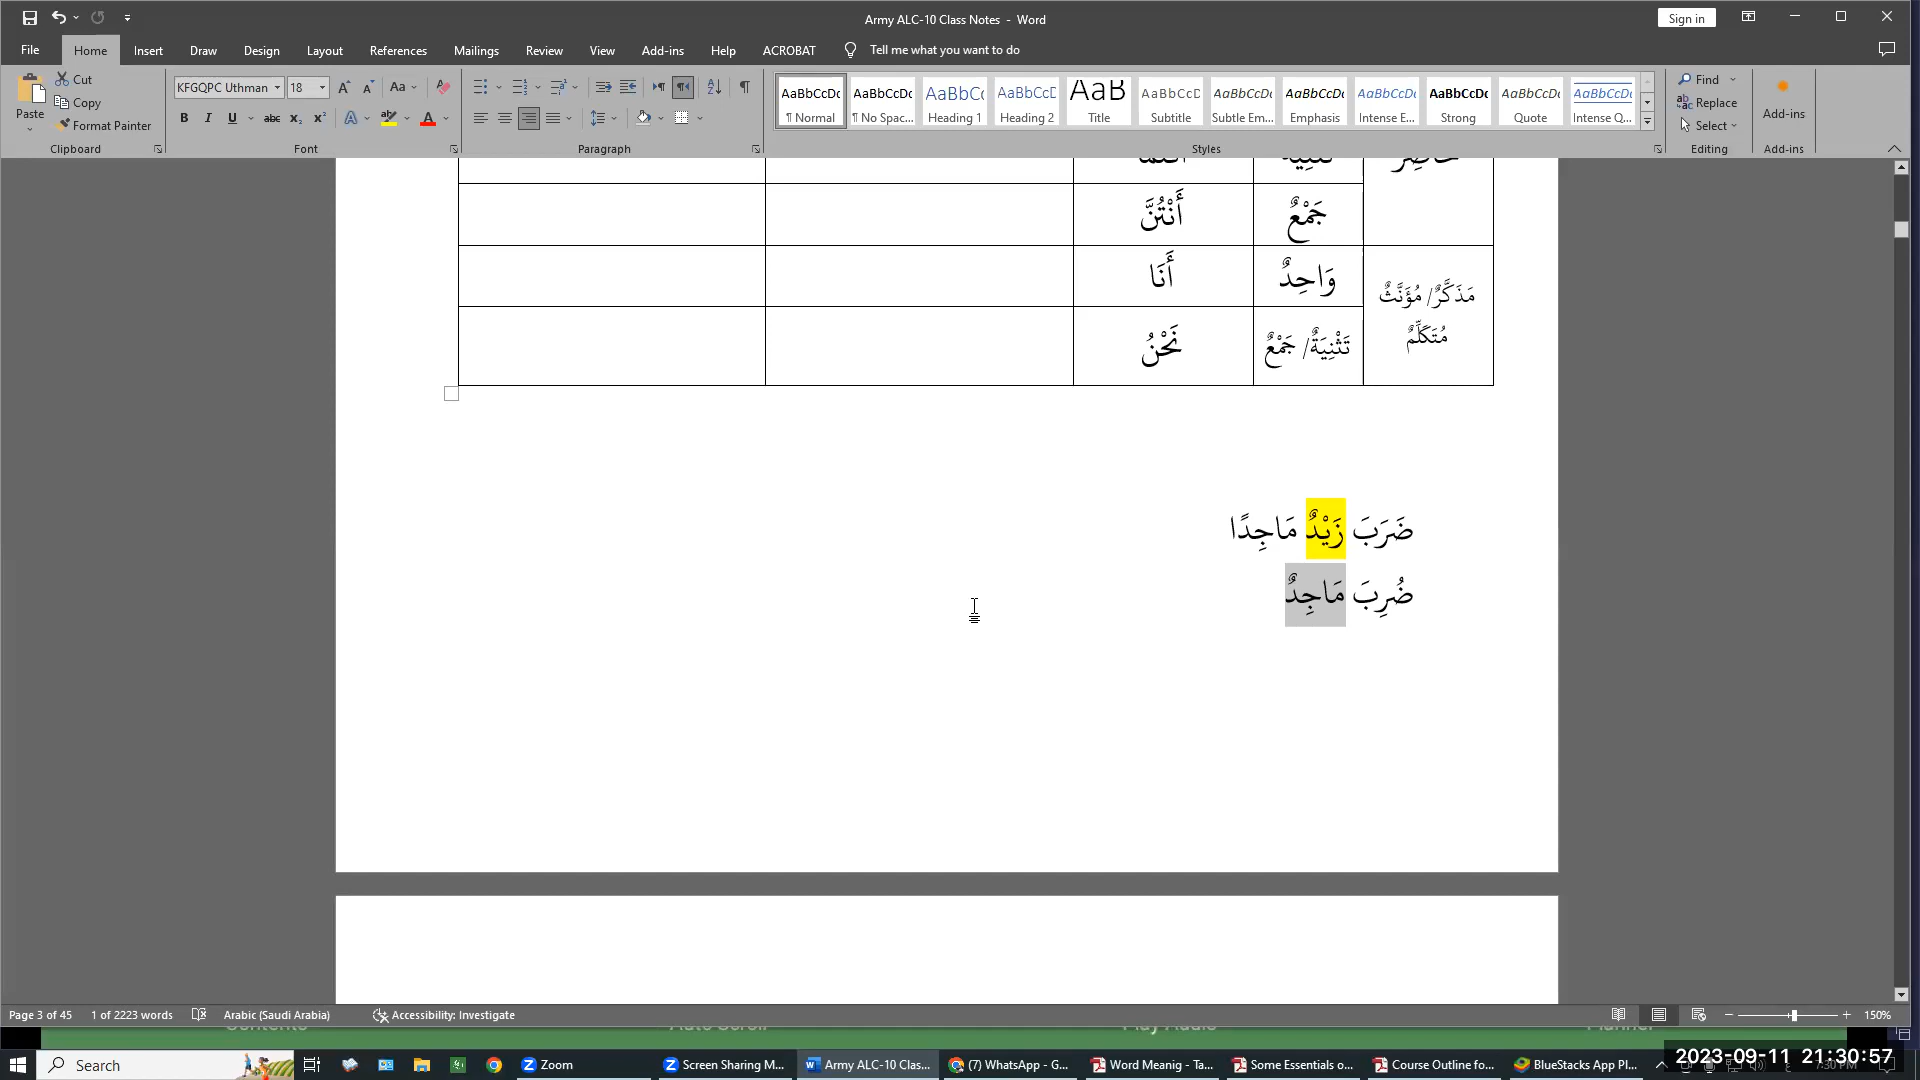 Army ALC-10 Class Notes - Word
Sign in
File Home Insert Draw Design Layout References Mailings Review View Add-ins Help ACROBAT Tell me what you want to do
Paste
Cut
Copy
Format Painter
Clipboard
KFGQPC Uthman 18
Font
Paragraph
AaBbCcDc AaBbCcDc AaBbC AaBbCcD AaB AaBbCcD AaBbCcDc AaBbCcDc AaBbCcDc AaBbCcDc AaBbCcDc AaBbCcDc
¶ Normal ¶ No Spac... Heading 1 Heading 2 Title Subtitle Subtle Em... Emphasis Intense E... Strong Quote Intense Q...
Styles
Find
Replace
Select
Editing
Add-ins
Add-ins
جَمْعٌ أَنْتُنَّ
مَذَكَّرٌ/ مُؤَنَّثٌ
مُتَكَلِّمٌ
وَاحِدٌ أَنَا
تَثْنِيَةٌ/ جَمْعٌ نَحْنُ
ضَرَبَ زَيْدٌ مَاجِدًا
ضُرِبَ مَاجِدٌ
Page 3 of 45 1 of 2223 words Arabic (Saudi Arabia) Accessibility: Investigate 150%
Search Zoom Screen Sharing M... Army ALC-10 Clas... (7) WhatsApp - G... Word Meanig - Ta... Some Essentials o... Course Outline fo... BlueStacks App Pl...
2023-09-11 21:30:57